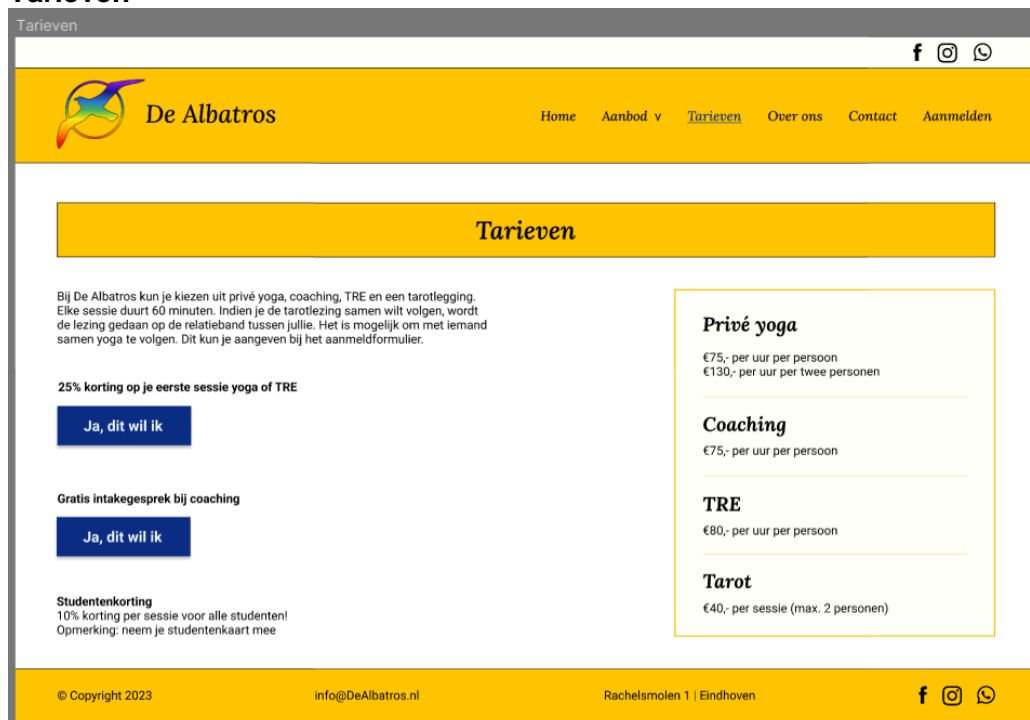 Tarieven
Tarieven
De Albatros
Home Aanbod v Tarieven Over ons Contact Aanmelden
Tarieven
Bij De Albatros kun je kiezen uit privé yoga, coaching, TRE en een tarotlegging.
Elke sessie duurt 60 minuten. Indien je de tarotlezing samen wilt volgen, wordt
de lezing gedaan op de relatieband tussen jullie. Het is mogelijk om met iemand
samen yoga te volgen. Dit kun je aangeven bij het aanmeldformulier.
25% korting op je eerste sessie yoga of TRE
Ja, dit wil ik
Gratis intakegesprek bij coaching
Ja, dit wil ik
Studentenkorting
10% korting per sessie voor alle studenten!
Opmerking: neem je studentenkaart mee
Privé yoga
€75,- per uur per persoon
€130,- per uur per twee personen
Coaching
€75,- per uur per persoon
TRE
€80,- per uur per persoon
Tarot
€40,- per sessie (max. 2 personen)
© Copyright 2023
info@DeAlbatros.nl
Rachelsmolen 1 | Eindhoven